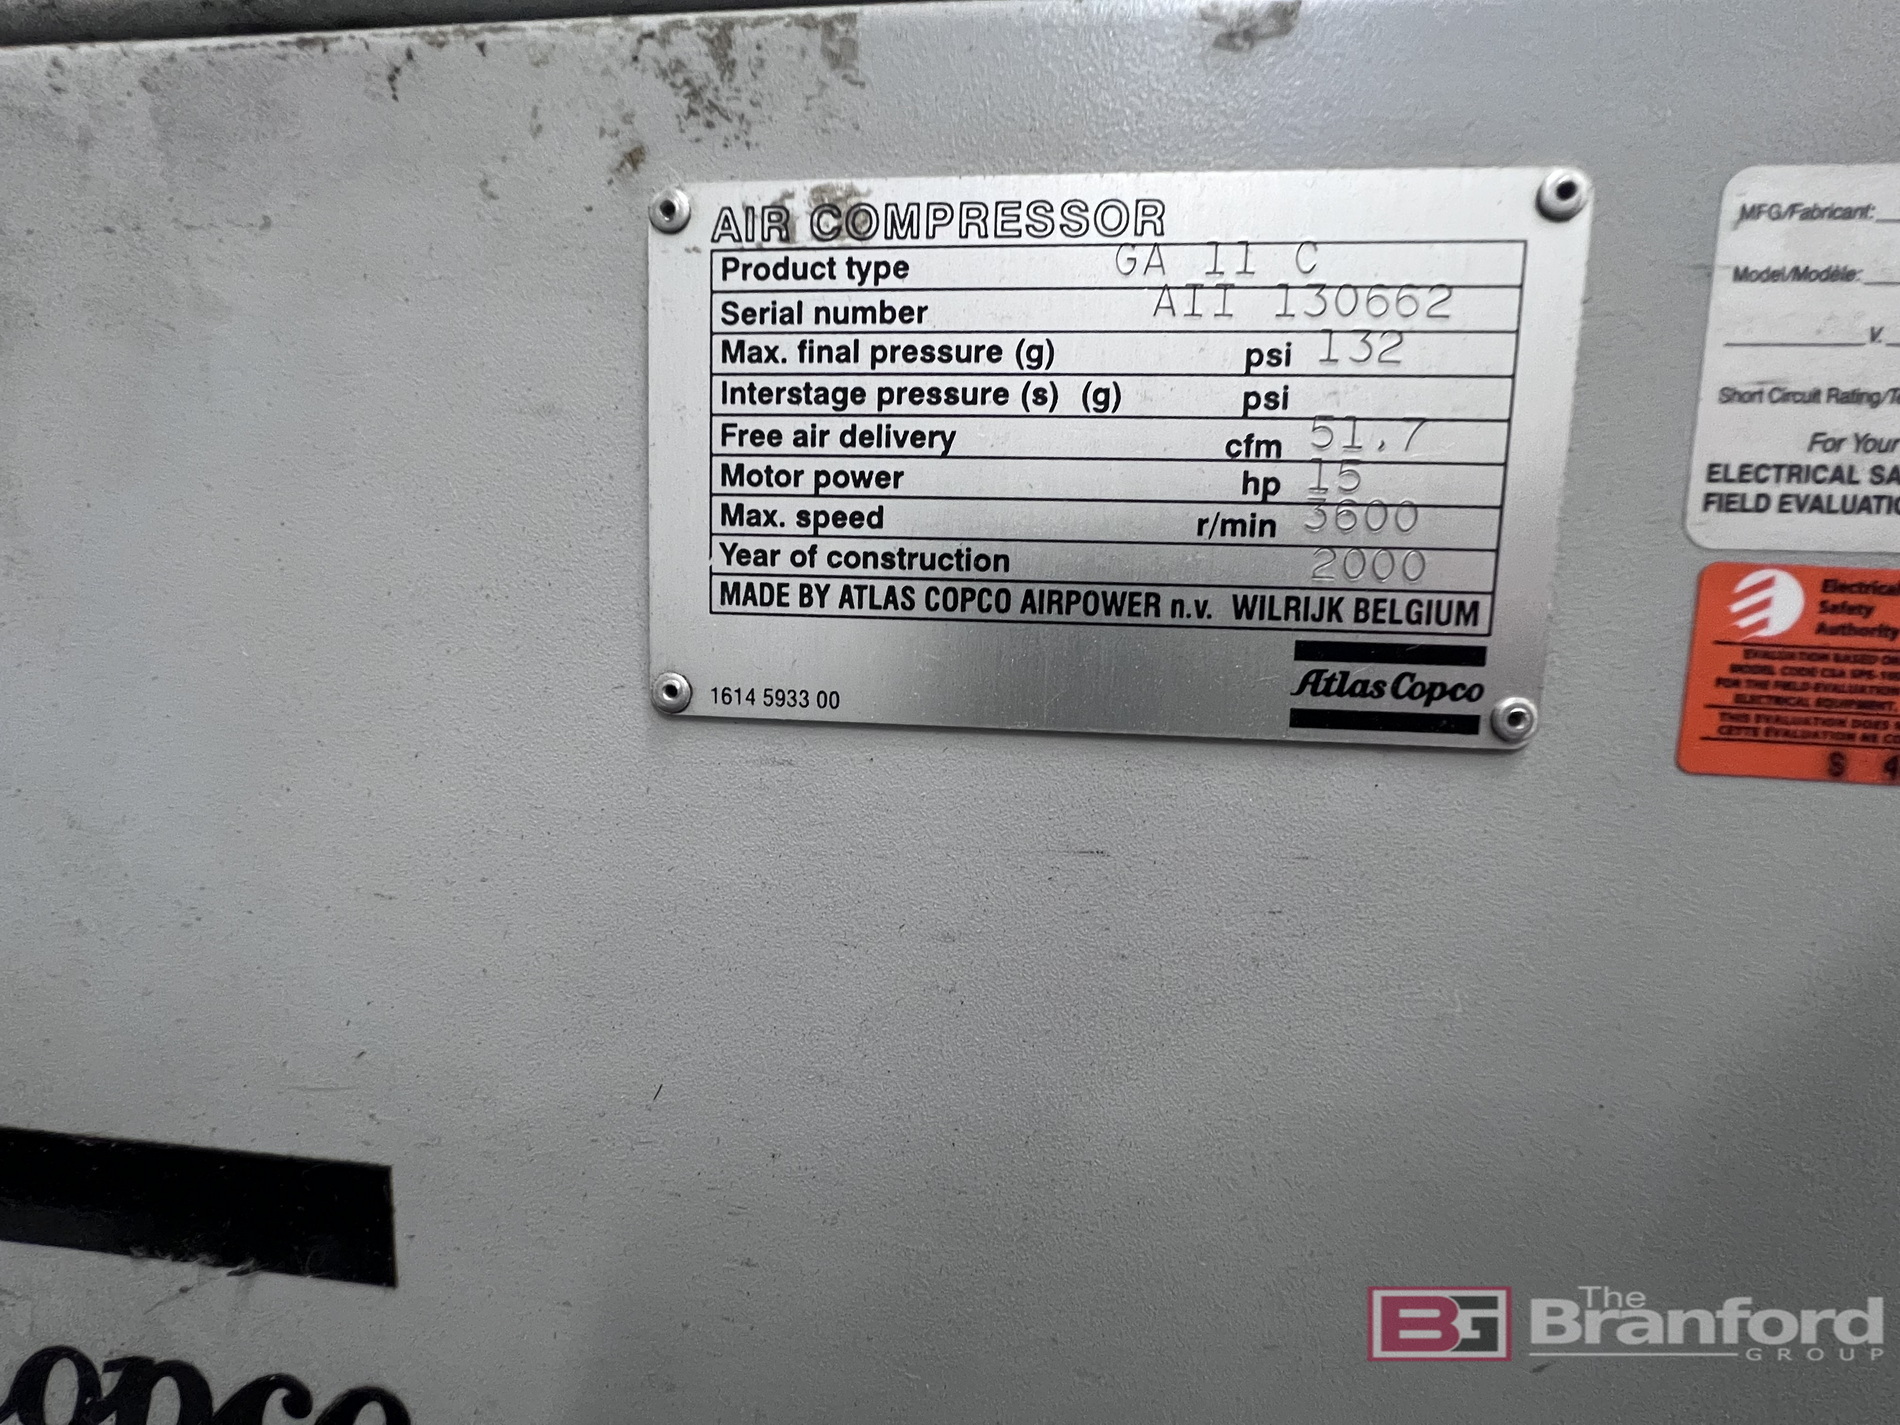 AIR COMPRESSOR
Product type GA 11 C
Serial number AII 130662
Max. final pressure (g) psi 132
Interstage pressure (s) (g) psi
Free air delivery cfm 51,7
Motor power hp 15
Max. speed r/min 3600
Year of construction 2000
MADE BY ATLAS COPCO AIRPOWER n.v. WILRIJK BELGIUM
1614 5933 00
Atlas Copco
MFG/Fabricant:
Model/Modèle:
V.
Short Circuit Rating/
For Your
ELECTRICAL
FIELD
Electrical
Safety
Authority
S 4
opco
BG The
Branford
GROUP